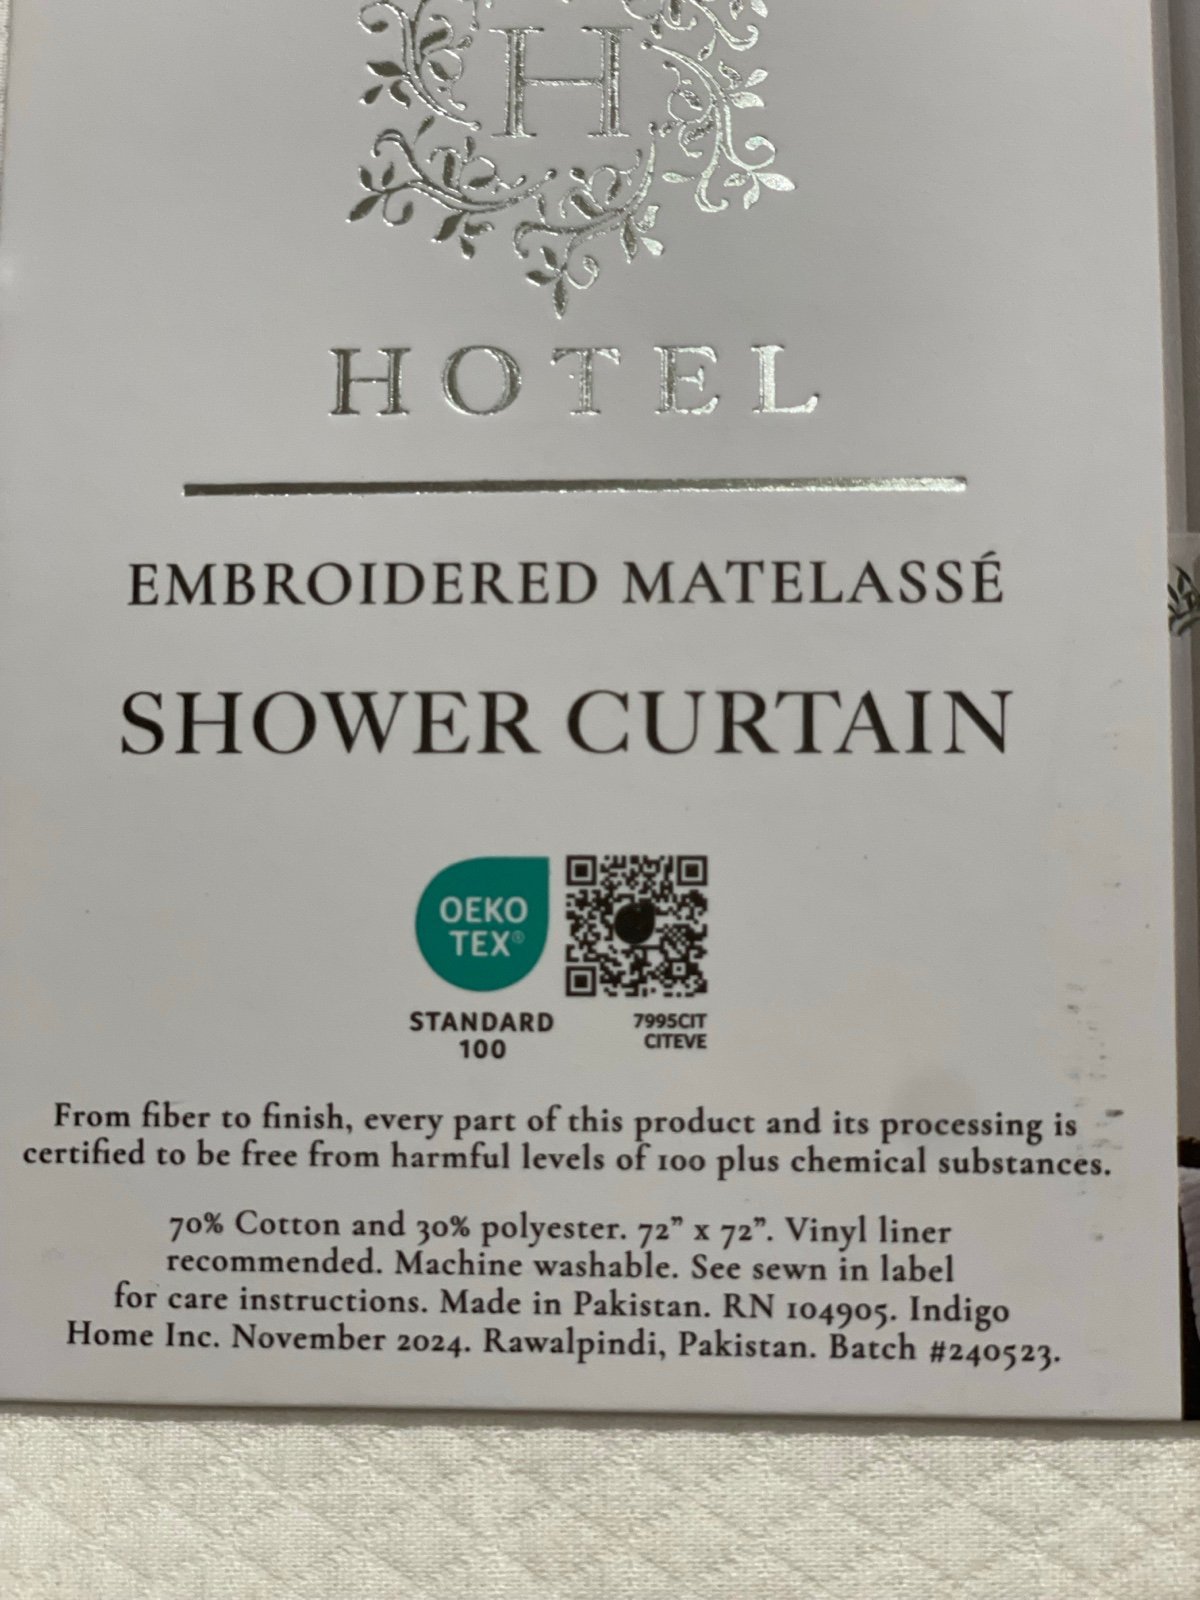 H
HOTEL
EMBROIDERED MATELASSÉ
SHOWER CURTAIN
OEKO
TEX®
STANDARD
100
7995CIT
CITEVE
From fiber to finish, every part of this product and its processing is
certified to be free from harmful levels of 100 plus chemical substances.
70% Cotton and 30% polyester. 72” x 72”. Vinyl liner
recommended. Machine washable. See sewn in label
for care instructions. Made in Pakistan. RN 104905. Indigo
Home Inc. November 2024. Rawalpindi, Pakistan. Batch #240523.